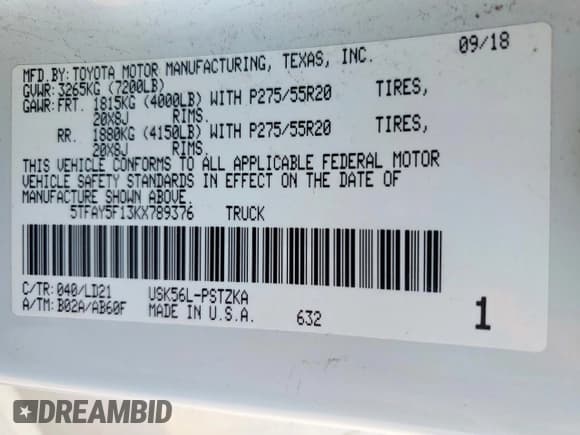 09/18
MFD.BY: TOYOTA MOTOR MANUFACTURING, TEXAS, INC.
GVWR: 3265KG (7200LB)
GAWR: FRT. 1815KG (4000LB) WITH P275/55R20 TIRES,
20X8J RIMS.
RR. 1880KG (4150LB) WITH P275/55R20 TIRES,
20X8J RIMS.
THIS VEHICLE CONFORMS TO ALL APPLICABLE FEDERAL MOTOR
VEHICLE SAFETY STANDARDS IN EFFECT ON THE DATE OF
MANUFACTURE SHOWN ABOVE.
5TFAY5F13KX789376 TRUCK
C/TR: 040/LD21 USK56L-PSTZKA
A/TM: B02A/AB60F MADE IN U.S.A. 632 1
DREAMBID